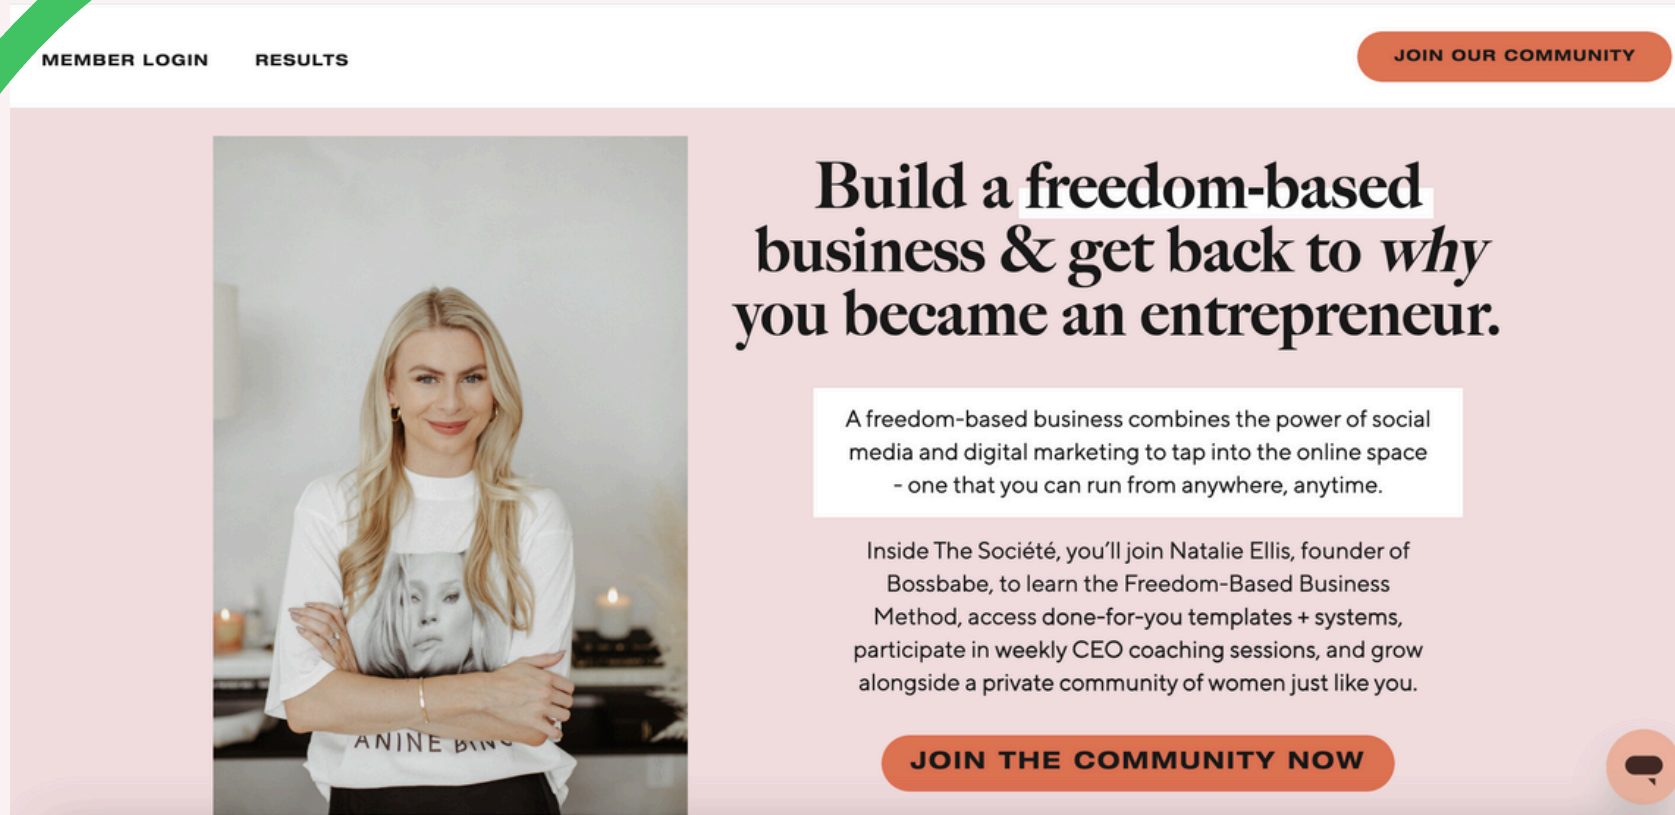 MEMBER LOGIN
RESULTS
JOIN OUR COMMUNITY
Build a freedom-based
business & get back to why
you became an entrepreneur.
A freedom-based business combines the power of social
media and digital marketing to tap into the online space
- one that you can run from anywhere, anytime.
Inside The Société, you'll join Natalie Ellis, founder of
Bossbabe, to learn the Freedom-Based Business
Method, access done-for-you templates + systems,
participate in weekly CEO coaching sessions, and grow
alongside a private community of women just like you.
ANINE BING
JOIN THE COMMUNITY NOW